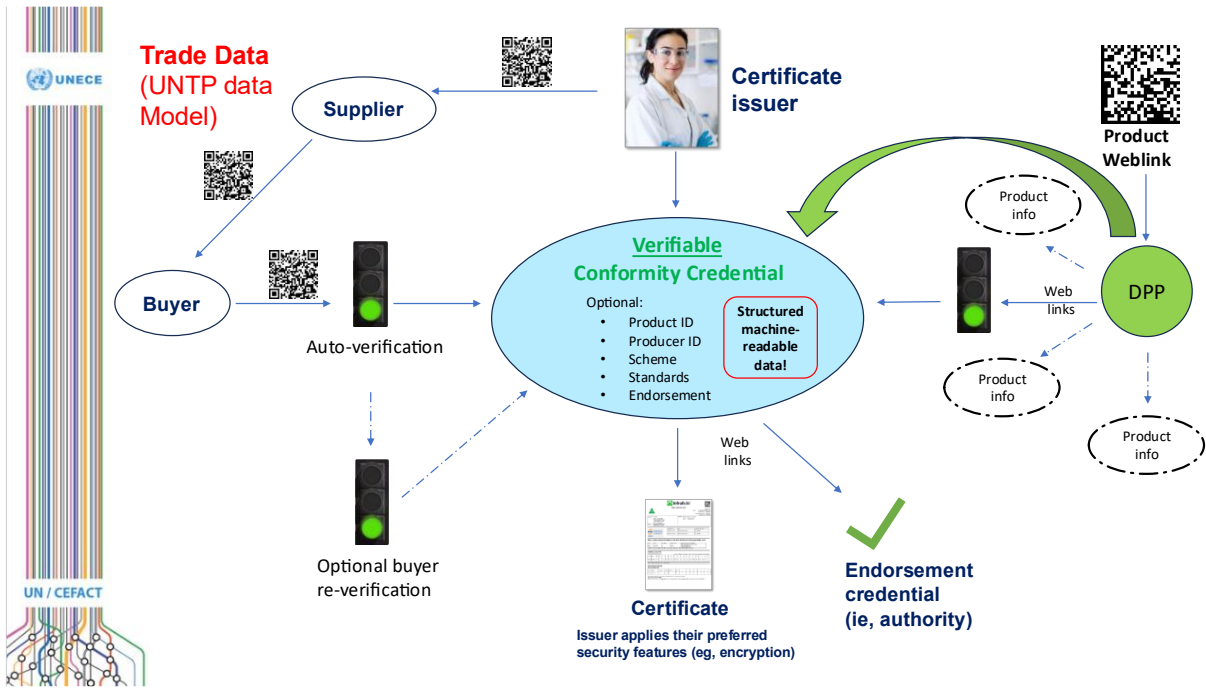 UNECE
UN / CEFACT
Trade Data
(UNTP data
Model)
Supplier
Buyer
Certificate
issuer
Product
Weblink
Product
info
DPP
Web
links
Product
info
Product
info
Auto-verification
Optional buyer
re-verification
Verifiable
Conformity Credential
Optional:
• Product ID
• Producer ID
• Scheme
• Standards
• Endorsement
Structured
machine-
readable
data!
Web
links
Certificate
Issuer applies their preferred
security features (eg, encryption)
Endorsement
credential
(ie, authority)